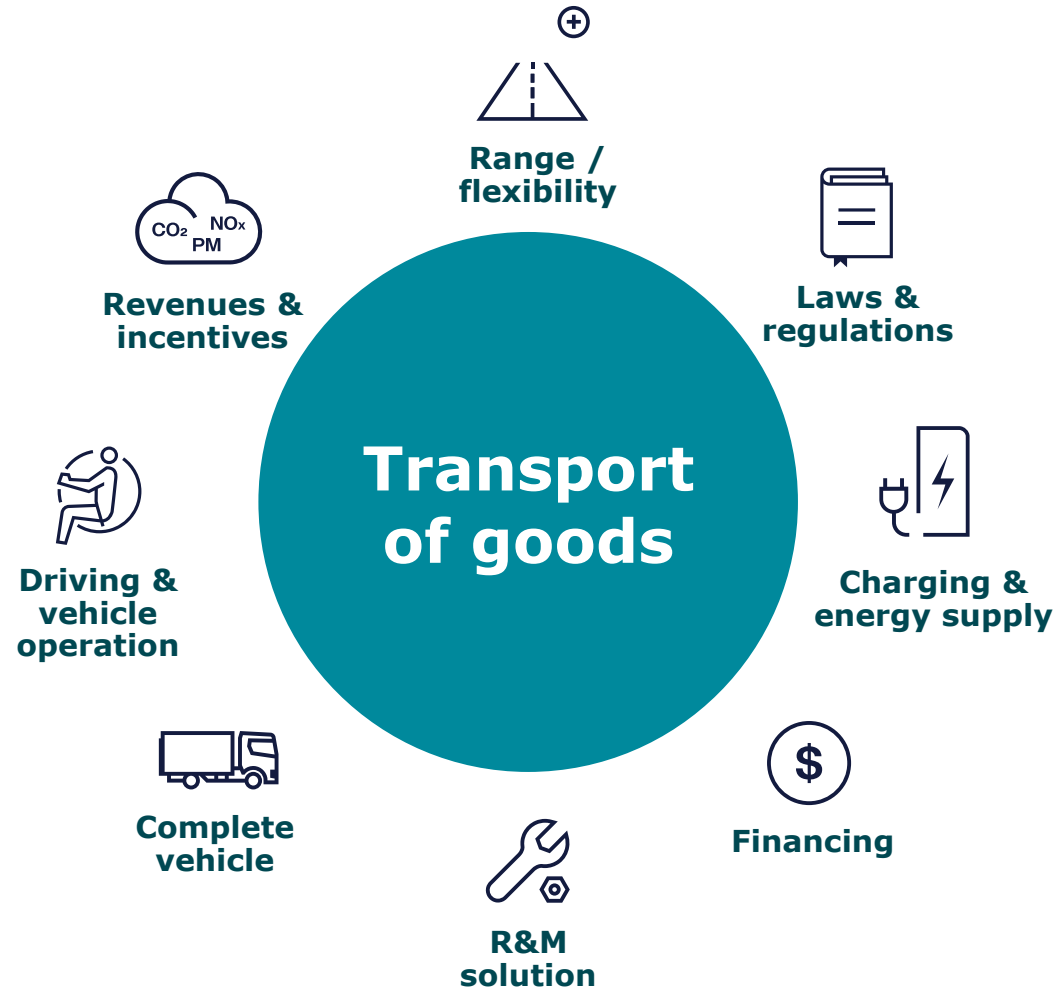 Range /
flexibility
CO₂ NOx
PM
Revenues &
incentives
Laws &
regulations
Transport
of goods
Driving &
vehicle
operation
Charging &
energy supply
$
Complete
vehicle
Financing
R&M
solution